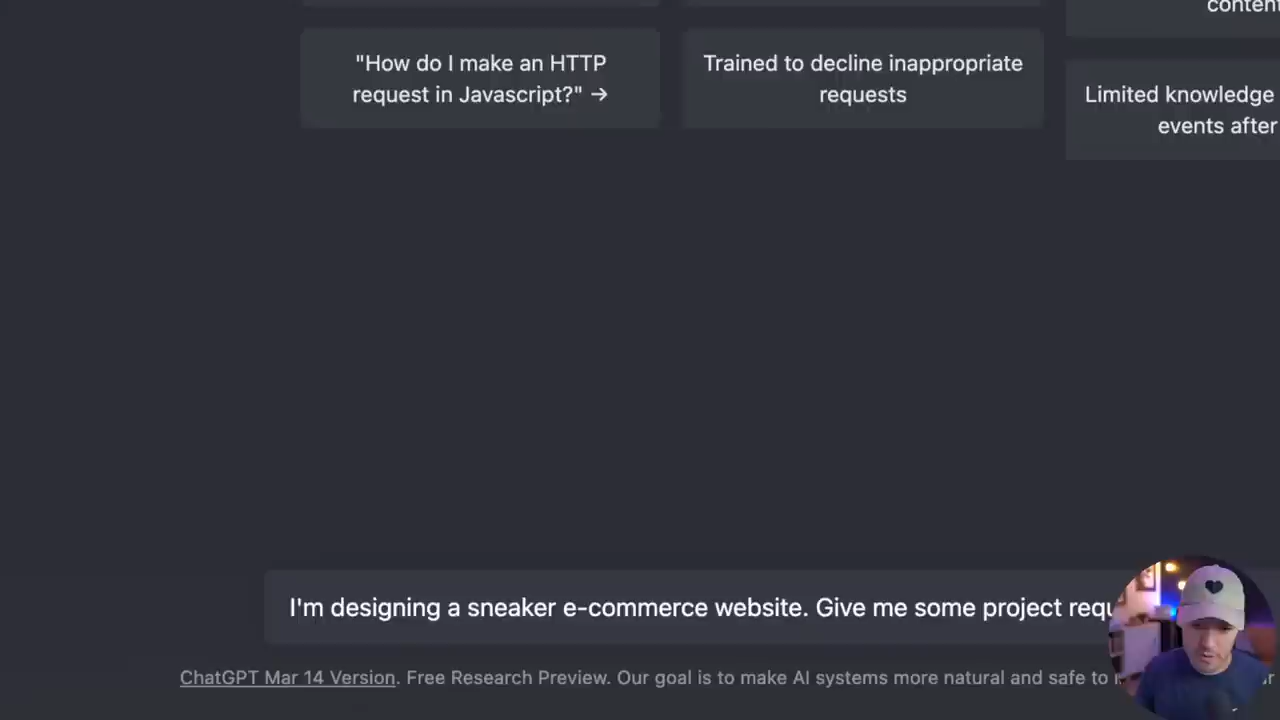 content
"How do I make an HTTP
request in Javascript?" →
Trained to decline inappropriate
requests
Limited knowledge
events after
I'm designing a sneaker e-commerce website. Give me some project
ChatGPT Mar 14 Version. Free Research Preview. Our goal is to make AI systems more natural and safe to